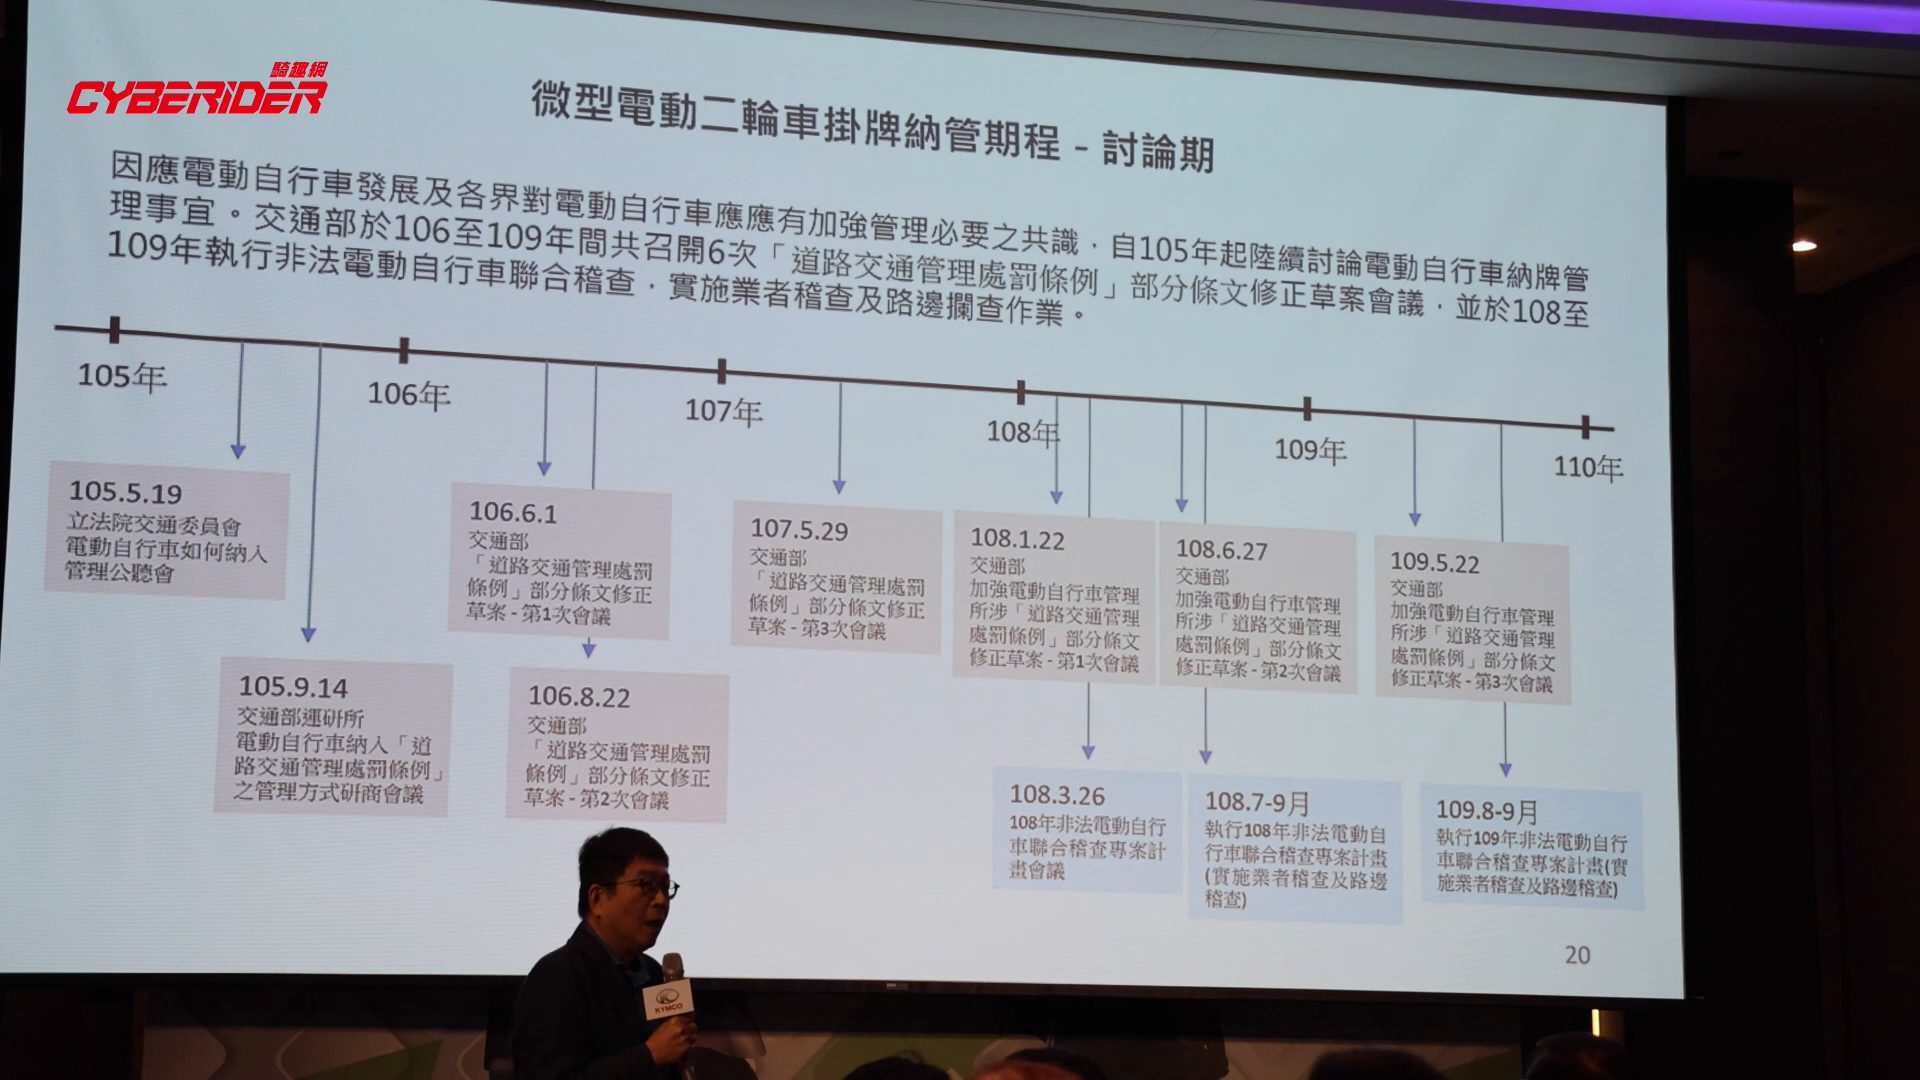 騎趣網
CYBERIDER
微型電動二輪車掛牌納管期程 - 討論期
因應電動自行車發展及各界對電動自行車應應有加強管理必要之共識，自105年起陸續討論電動自行車納牌管
理事宜。交通部於106至109年間共召開6次「道路交通管理處罰條例」部分條文修正草案會議，並於108至
109年執行非法電動自行車聯合稽查，實施業者稽查及路邊攔查作業。
105年
106年
107年
108年
109年
110年
105.5.19
立法院交通委員會
電動自行車如何納入
管理公聽會
105.9.14
交通部運研所
電動自行車納入「道
路交通管理處罰條例」
之管理方式研商會議
106.6.1
交通部
「道路交通管理處罰
條例」部分條文修正
草案 - 第1次會議
106.8.22
交通部
「道路交通管理處罰
條例」部分條文修正
草案 - 第2次會議
107.5.29
交通部
「道路交通管理處罰
條例」部分條文修正
草案 - 第3次會議
108.1.22
交通部
加強電動自行車管理
所涉「道路交通管理
處罰條例」部分條文
修正草案 - 第1次會議
108.3.26
108年非法電動自行
車聯合稽查專案計
畫會議
108.6.27
交通部
加強電動自行車管理
所涉「道路交通管理
處罰條例」部分條文
修正草案 - 第2次會議
108.7-9月
執行108年非法電動自
行車聯合稽查專案計畫
(實施業者稽查及路邊
稽查)
109.5.22
交通部
加強電動自行車管理
所涉「道路交通管理
處罰條例」部分條文
修正草案 - 第3次會議
109.8-9月
執行109年非法電動自行
車聯合稽查專案計畫(實
施業者稽查及路邊稽查)
20
KYMCO